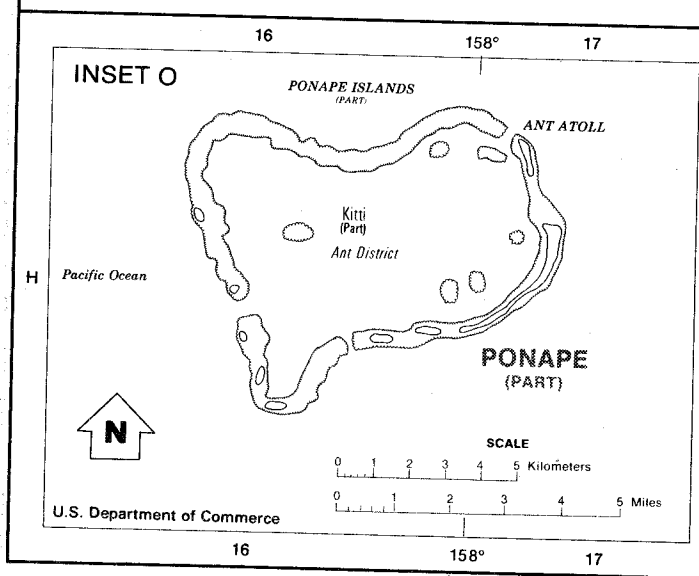 16 158° 17
INSET O
PONAPE ISLANDS
(PART)
ANT ATOLL
Kitti
(Part)
Ant District
H
Pacific Ocean
PONAPE
(PART)
N
SCALE
0 1 2 3 4 5 Kilometers
0 1 2 3 4 5 Miles
U.S. Department of Commerce
16 158° 17